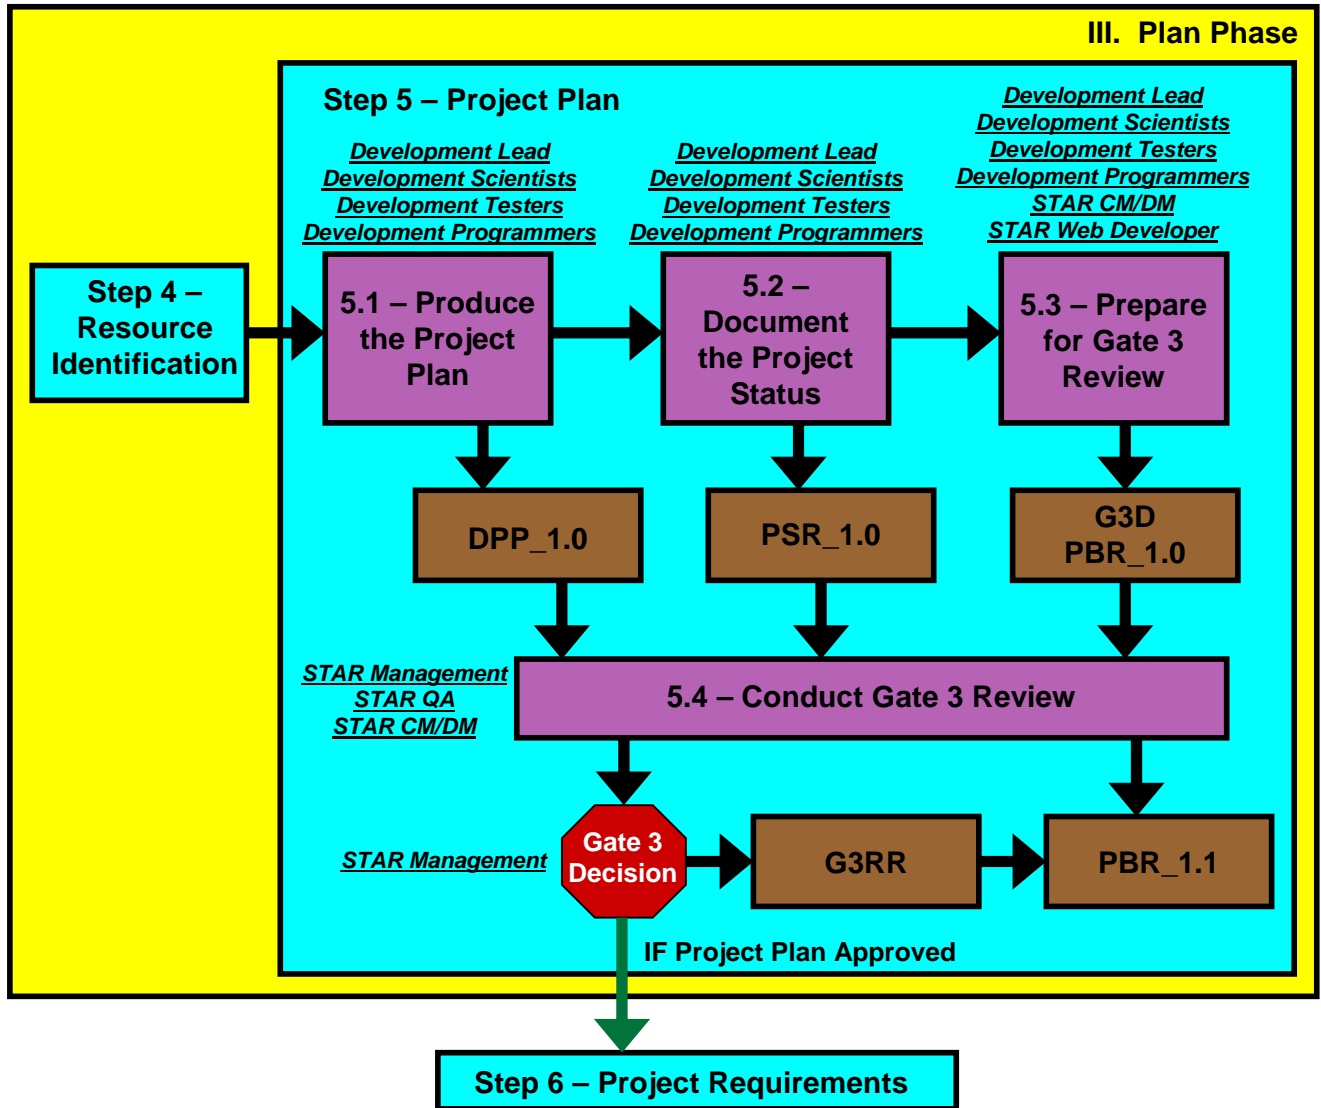 III.  Plan Phase
Step 5 – Project Plan
Development Lead
Development Scientists
Development Testers
Development Programmers
Development Lead
Development Scientists
Development Testers
Development Programmers
Development Lead
Development Scientists
Development Testers
Development Programmers
STAR CM/DM
STAR Web Developer
Step 4 –
Resource
Identification
5.1 – Produce
the Project
Plan
5.2 –
Document
the Project
Status
5.3 – Prepare
for Gate 3
Review
DPP_1.0
PSR_1.0
G3D
PBR_1.0
STAR Management
STAR QA
STAR CM/DM
5.4 – Conduct Gate 3 Review
STAR Management
Gate 3
Decision
G3RR
PBR_1.1
IF Project Plan Approved
Step 6 – Project Requirements